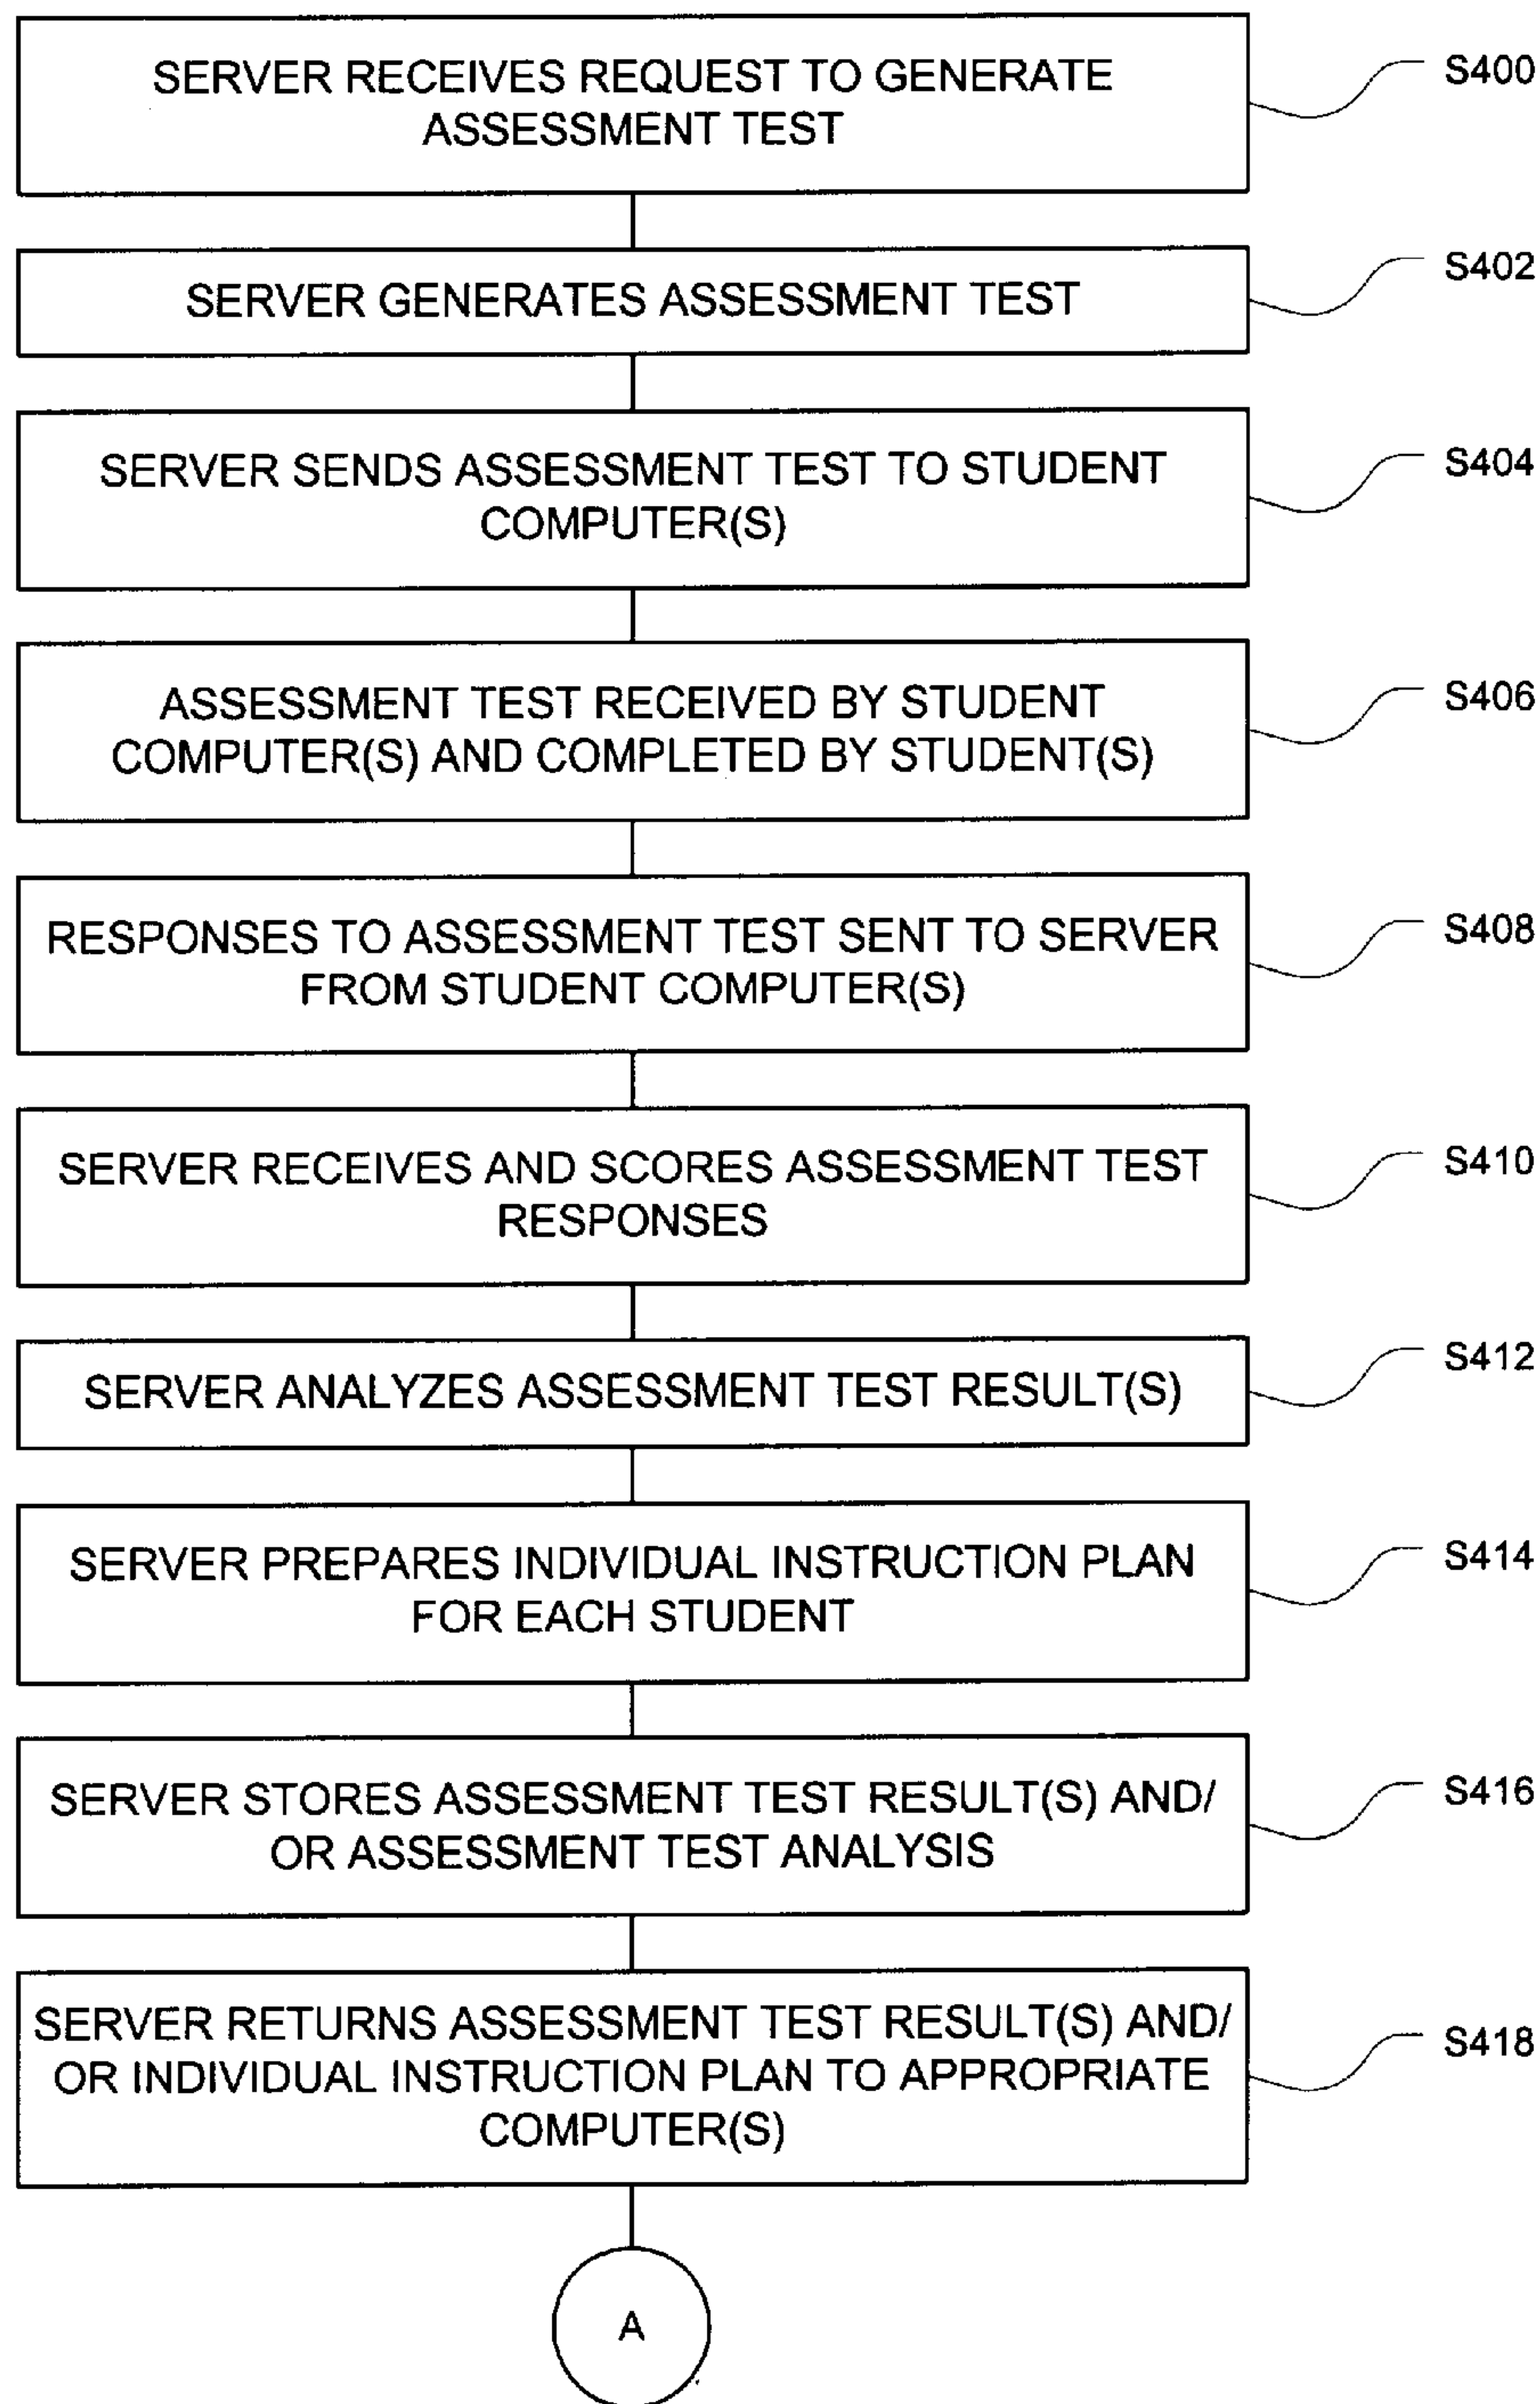 SERVER RECEIVES REQUEST TO GENERATE
ASSESSMENT TEST
S400
SERVER GENERATES ASSESSMENT TEST
S402
SERVER SENDS ASSESSMENT TEST TO STUDENT
COMPUTER(S)
S404
ASSESSMENT TEST RECEIVED BY STUDENT
COMPUTER(S) AND COMPLETED BY STUDENT(S)
S406
RESPONSES TO ASSESSMENT TEST SENT TO SERVER
FROM STUDENT COMPUTER(S)
S408
SERVER RECEIVES AND SCORES ASSESSMENT TEST
RESPONSES
S410
SERVER ANALYZES ASSESSMENT TEST RESULT(S)
S412
SERVER PREPARES INDIVIDUAL INSTRUCTION PLAN
FOR EACH STUDENT
S414
SERVER STORES ASSESSMENT TEST RESULT(S) AND/
OR ASSESSMENT TEST ANALYSIS
S416
SERVER RETURNS ASSESSMENT TEST RESULT(S) AND/
OR INDIVIDUAL INSTRUCTION PLAN TO APPROPRIATE
COMPUTER(S)
S418
A